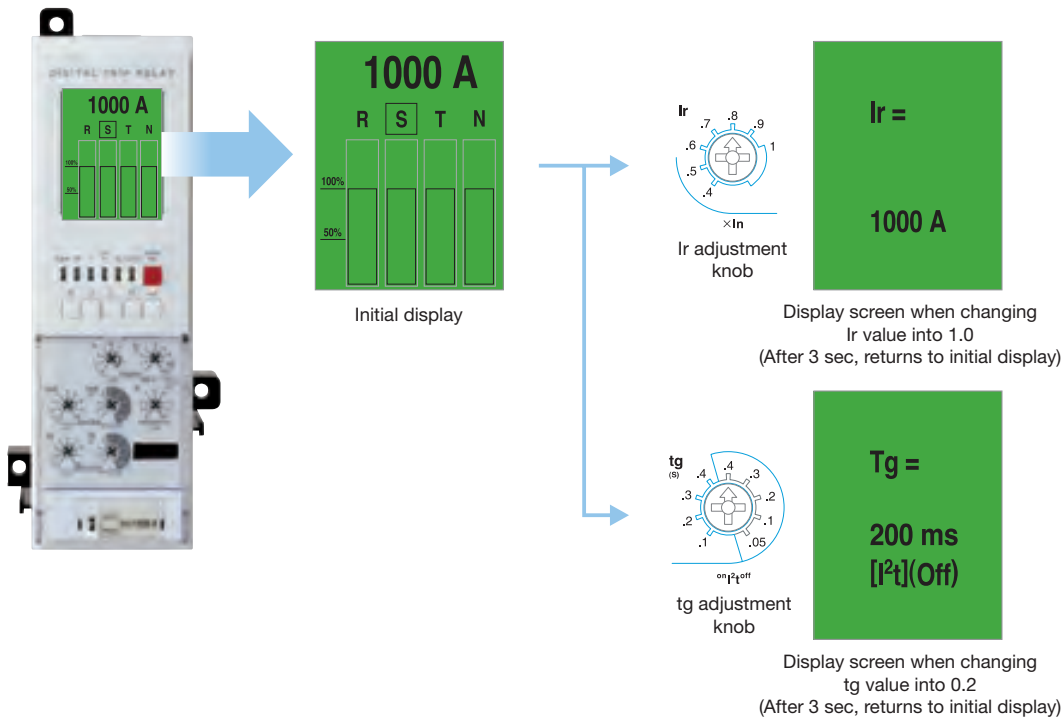 DIGITAL TRIP RELAY
1000 A
R S T N
100%
50%
1000 A
R S T N
100%
50%
Initial display
Ir
.4 .5 .6 .7 .8 .9 1
×In
Ir adjustment
knob
Ir =
1000 A
Display screen when changing
Ir value into 1.0
(After 3 sec, returns to initial display)
tg
(S)
.1 .2 .3 .4 .4 .3 .2 .1 .05
on I²t off
tg adjustment
knob
Tg =
200 ms
[I²t](Off)
Display screen when changing
tg value into 0.2
(After 3 sec, returns to initial display)